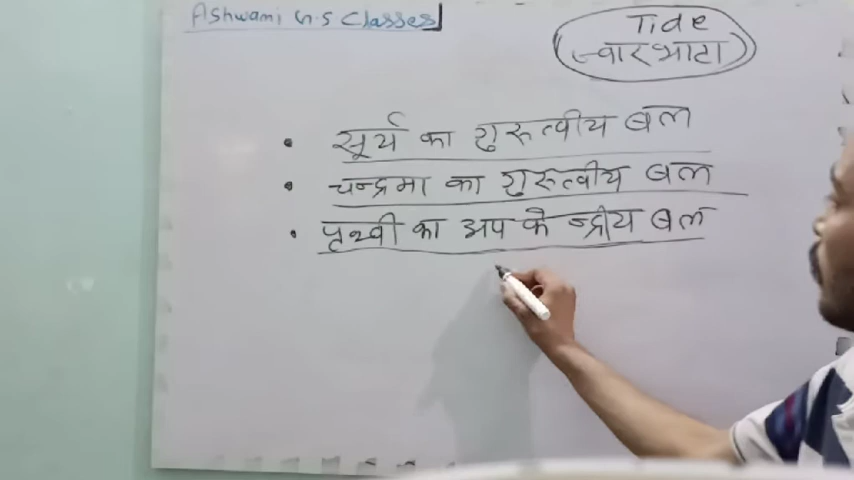 Ashwani G.S Classes
Tide
ज्वारभाटा
• सूर्य का गुरुत्वीय बल
• चन्द्रमा का गुरुत्वीय बल
• पृथ्वी का अपकेन्द्रीय बल